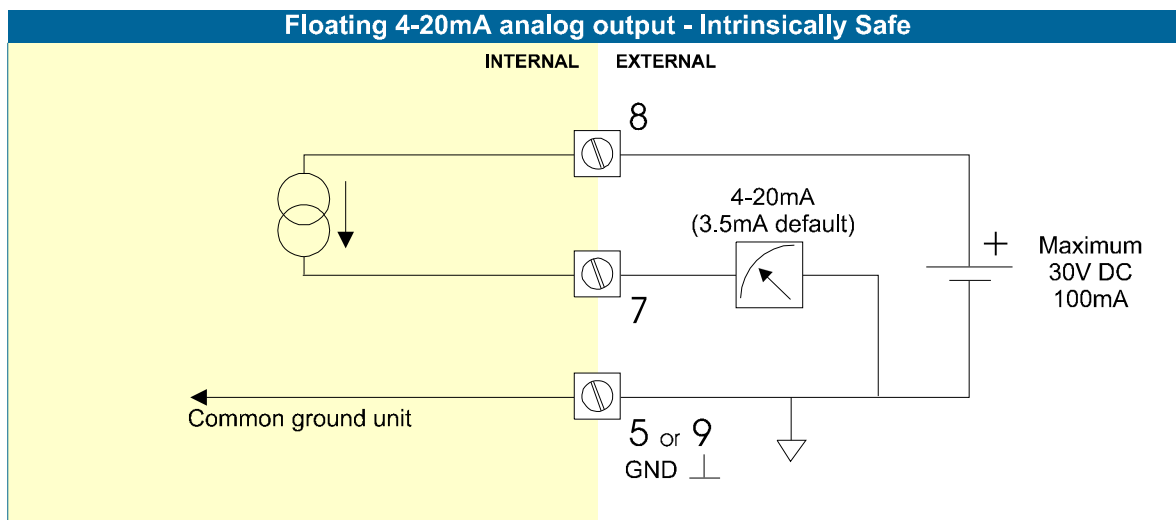 Floating 4-20mA analog output - Intrinsically Safe
INTERNAL EXTERNAL
8
4-20mA
(3.5mA default)
+
Maximum
30V DC
100mA
7
Common ground unit
5 or 9
GND